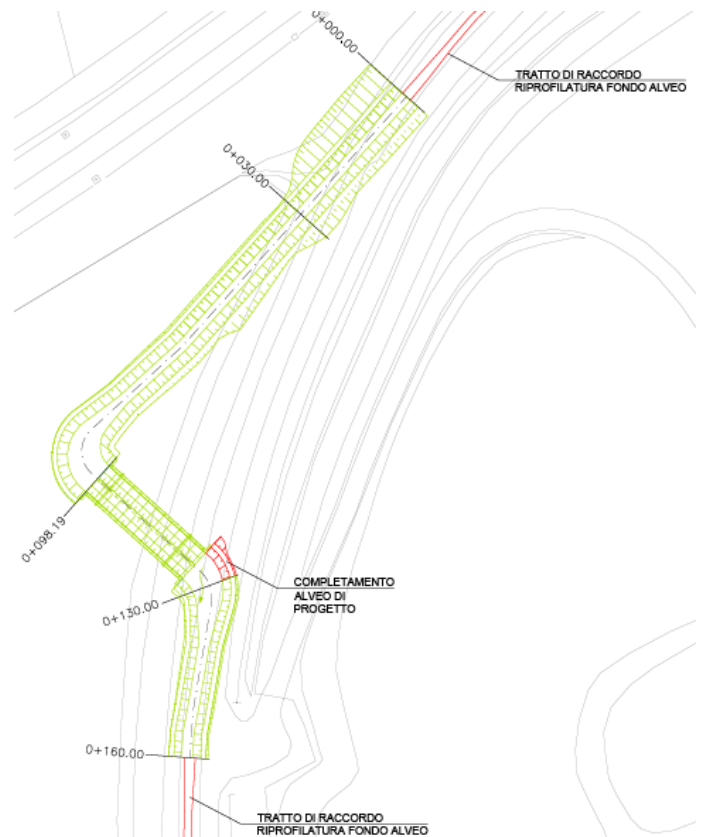 0+000.00
TRATTO DI RACCORDO
RIPROFILATURA FONDO ALVEO
0+030.00
0+098.19
COMPLETAMENTO
ALVEO DI
PROGETTO
0+130.00
0+160.00
TRATTO DI RACCORDO
RIPROFILATURA FONDO ALVEO